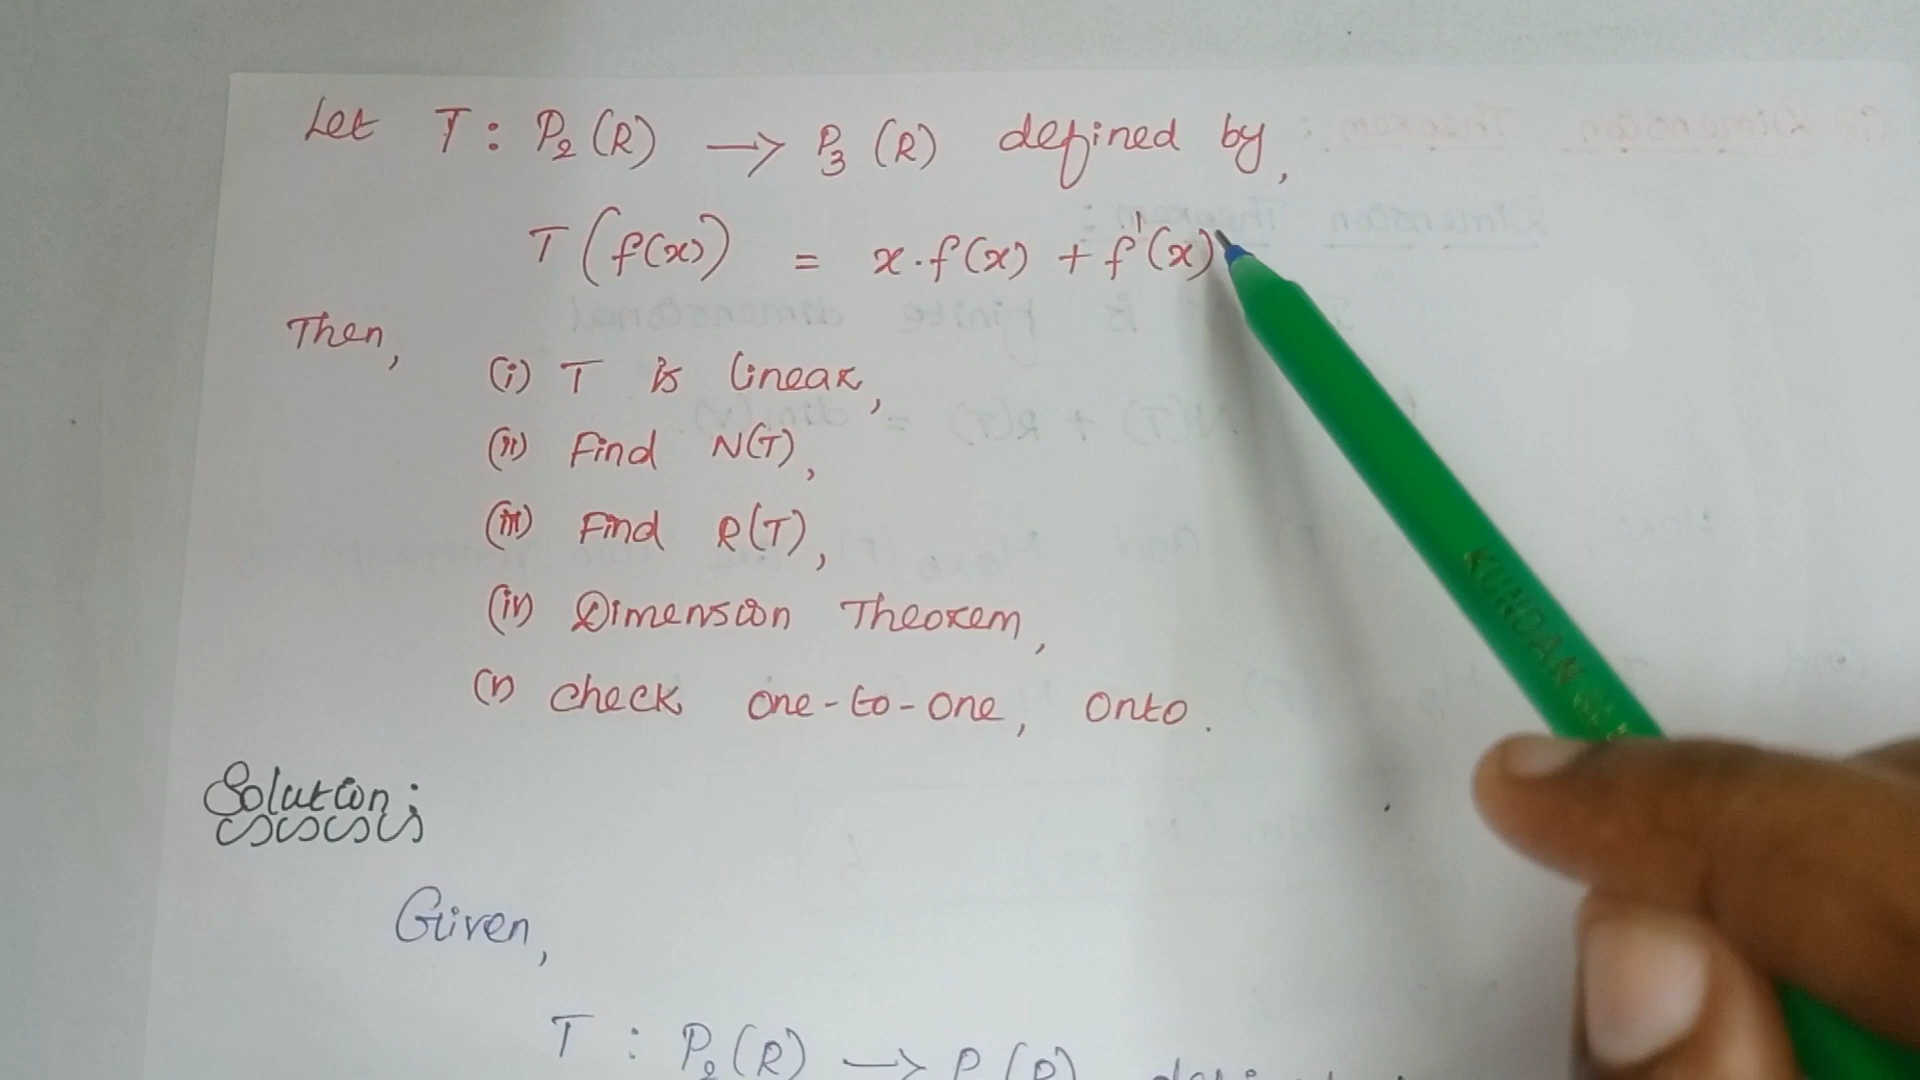 Let T : P₂(R) → P₃(R) defined by,
T(f(x)) = x·f(x) + f'(x)
Then,
(i) T is linear,
(ii) Find N(T),
(iii) Find R(T),
(iv) Dimension Theorem,
(v) check one-to-one, onto.
Solution:
Given,
T : P₂(R) → P (R)
KUNDAN